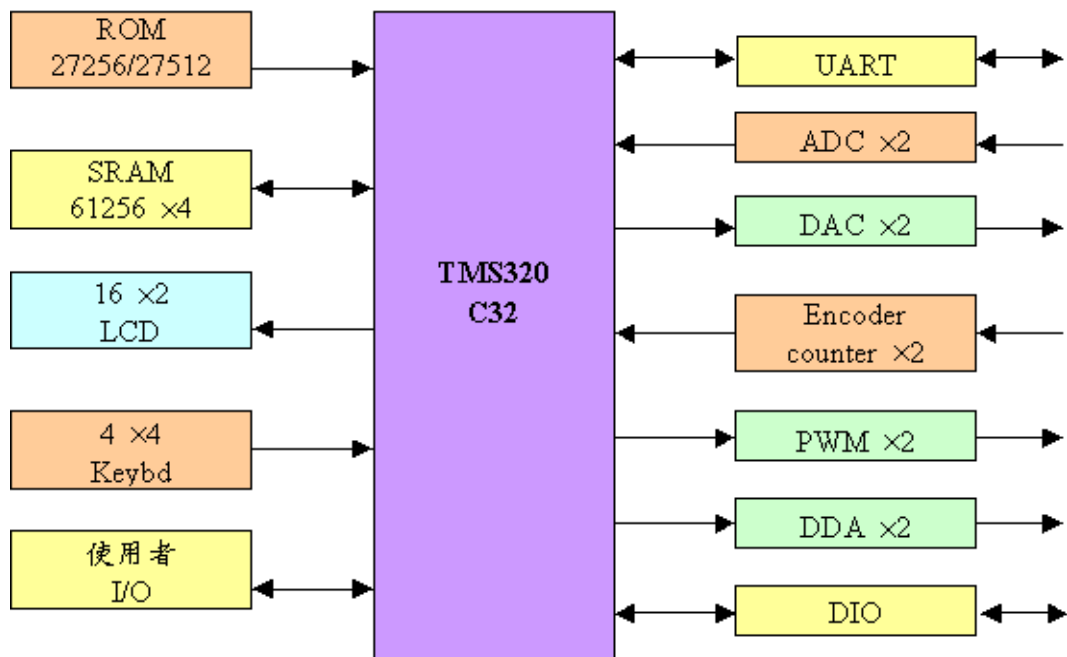 ROM
27256/27512
SRAM
61256 ×4
16 ×2
LCD
4 ×4
Keybd
使用者
I/O
TMS320
C32
UART
ADC ×2
DAC ×2
Encoder
counter ×2
PWM ×2
DDA ×2
DIO